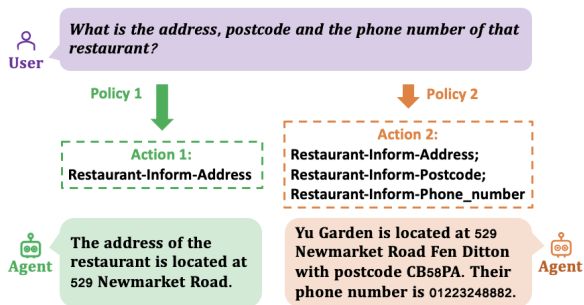 What is the address, postcode and the phone number of that
restaurant?
User
Policy 1
Policy 2
Action 1:
Restaurant-Inform-Address
Action 2:
Restaurant-Inform-Address;
Restaurant-Inform-Postcode;
Restaurant-Inform-Phone_number
The address of the
restaurant is located at
529 Newmarket Road.
Agent
Yu Garden is located at 529
Newmarket Road Fen Ditton
with postcode CB58PA. Their
phone number is 01223248882.
Agent